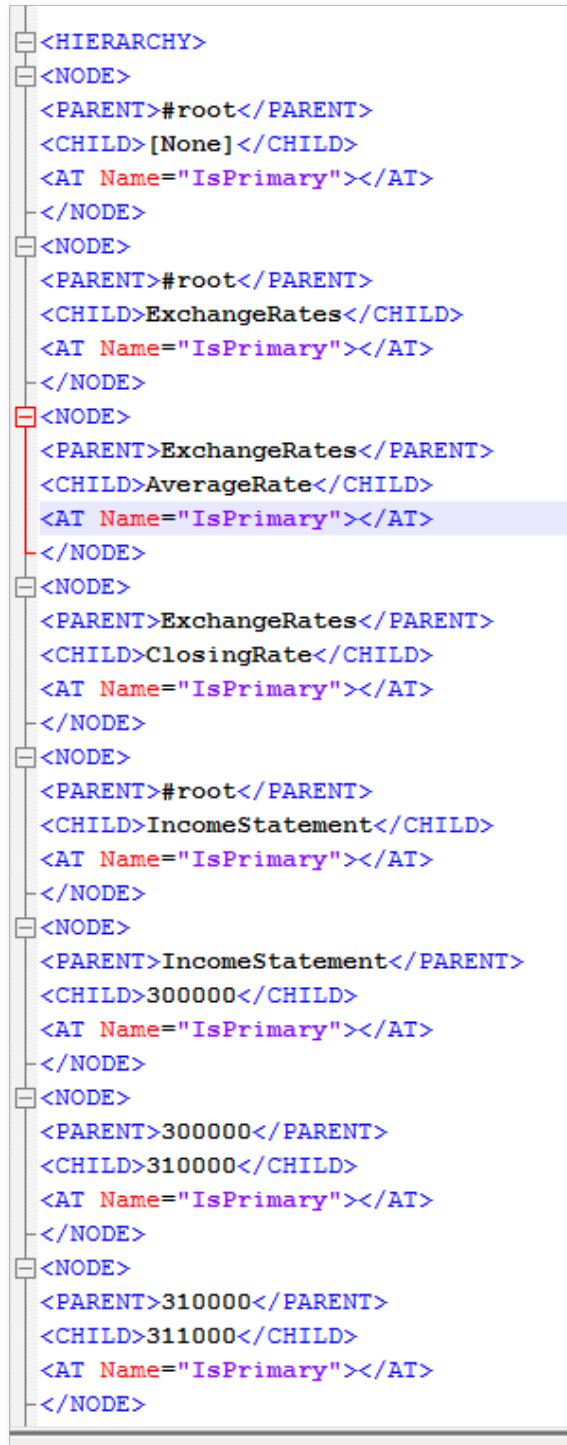 <HIERARCHY>
<NODE>
<PARENT>#root</PARENT>
<CHILD>[None]</CHILD>
<AT Name="IsPrimary"></AT>
</NODE>
<NODE>
<PARENT>#root</PARENT>
<CHILD>ExchangeRates</CHILD>
<AT Name="IsPrimary"></AT>
</NODE>
<NODE>
<PARENT>ExchangeRates</PARENT>
<CHILD>AverageRate</CHILD>
<AT Name="IsPrimary"></AT>
</NODE>
<NODE>
<PARENT>ExchangeRates</PARENT>
<CHILD>ClosingRate</CHILD>
<AT Name="IsPrimary"></AT>
</NODE>
<NODE>
<PARENT>#root</PARENT>
<CHILD>IncomeStatement</CHILD>
<AT Name="IsPrimary"></AT>
</NODE>
<NODE>
<PARENT>IncomeStatement</PARENT>
<CHILD>300000</CHILD>
<AT Name="IsPrimary"></AT>
</NODE>
<NODE>
<PARENT>300000</PARENT>
<CHILD>310000</CHILD>
<AT Name="IsPrimary"></AT>
</NODE>
<NODE>
<PARENT>310000</PARENT>
<CHILD>311000</CHILD>
<AT Name="IsPrimary"></AT>
</NODE>